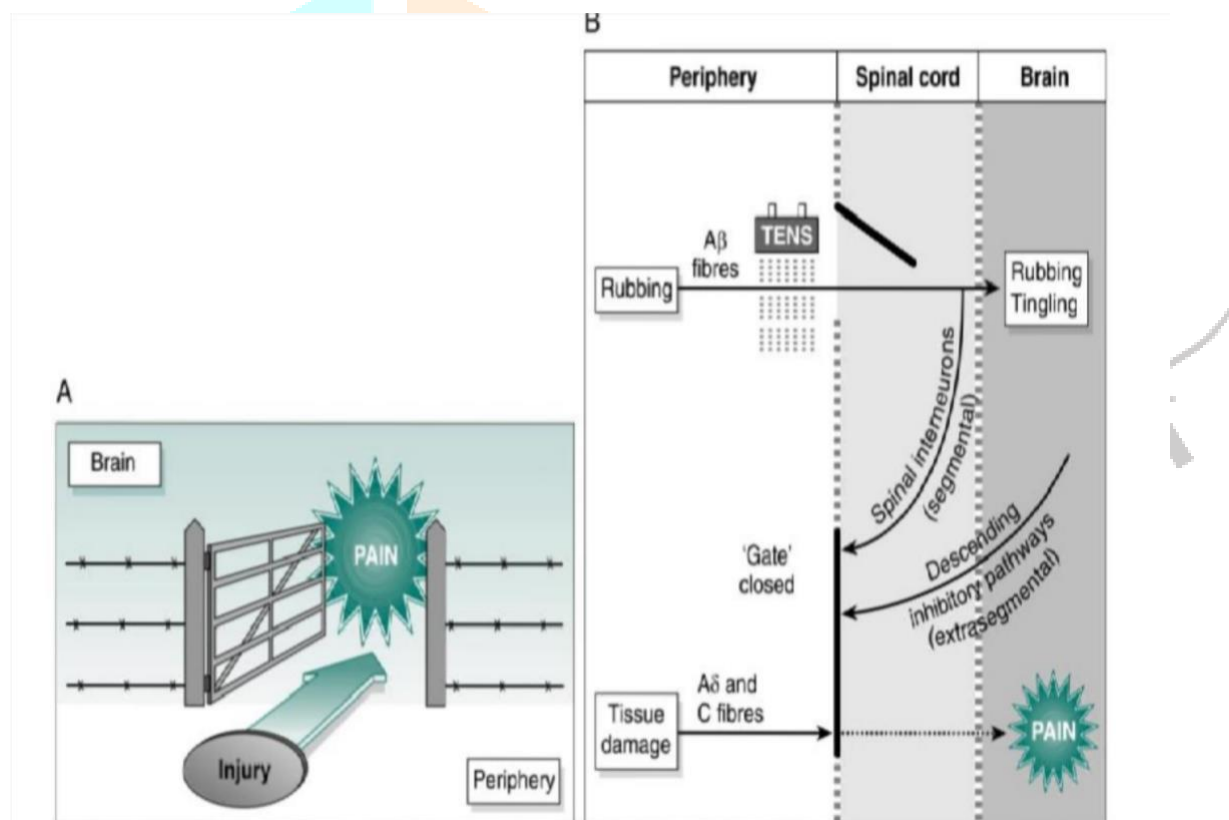 A
Brain
PAIN
Injury
Periphery
B
Periphery Spinal cord Brain
Aβ
fibres
TENS
Rubbing
Rubbing
Tingling
Spinal interneurons
(segmental)
'Gate'
closed
Descending
inhibitory pathways
(extrasegmental)
Aδ and
C fibres
Tissue
damage
PAIN